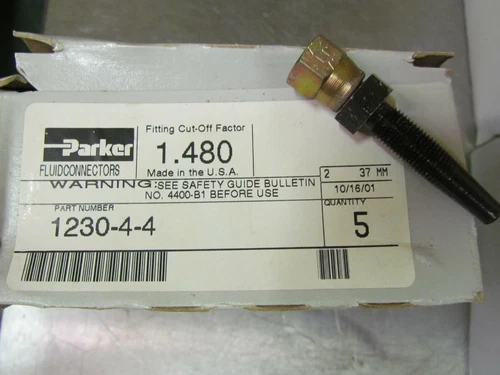 Parker
FLUIDCONNECTORS
Fitting Cut-Off Factor
1.480
Made in the U.S.A.
WARNING: SEE SAFETY GUIDE BULLETIN
NO. 4400-B1 BEFORE USE
2 37 MM
10/16/01
PART NUMBER
1230-4-4
QUANTITY
5